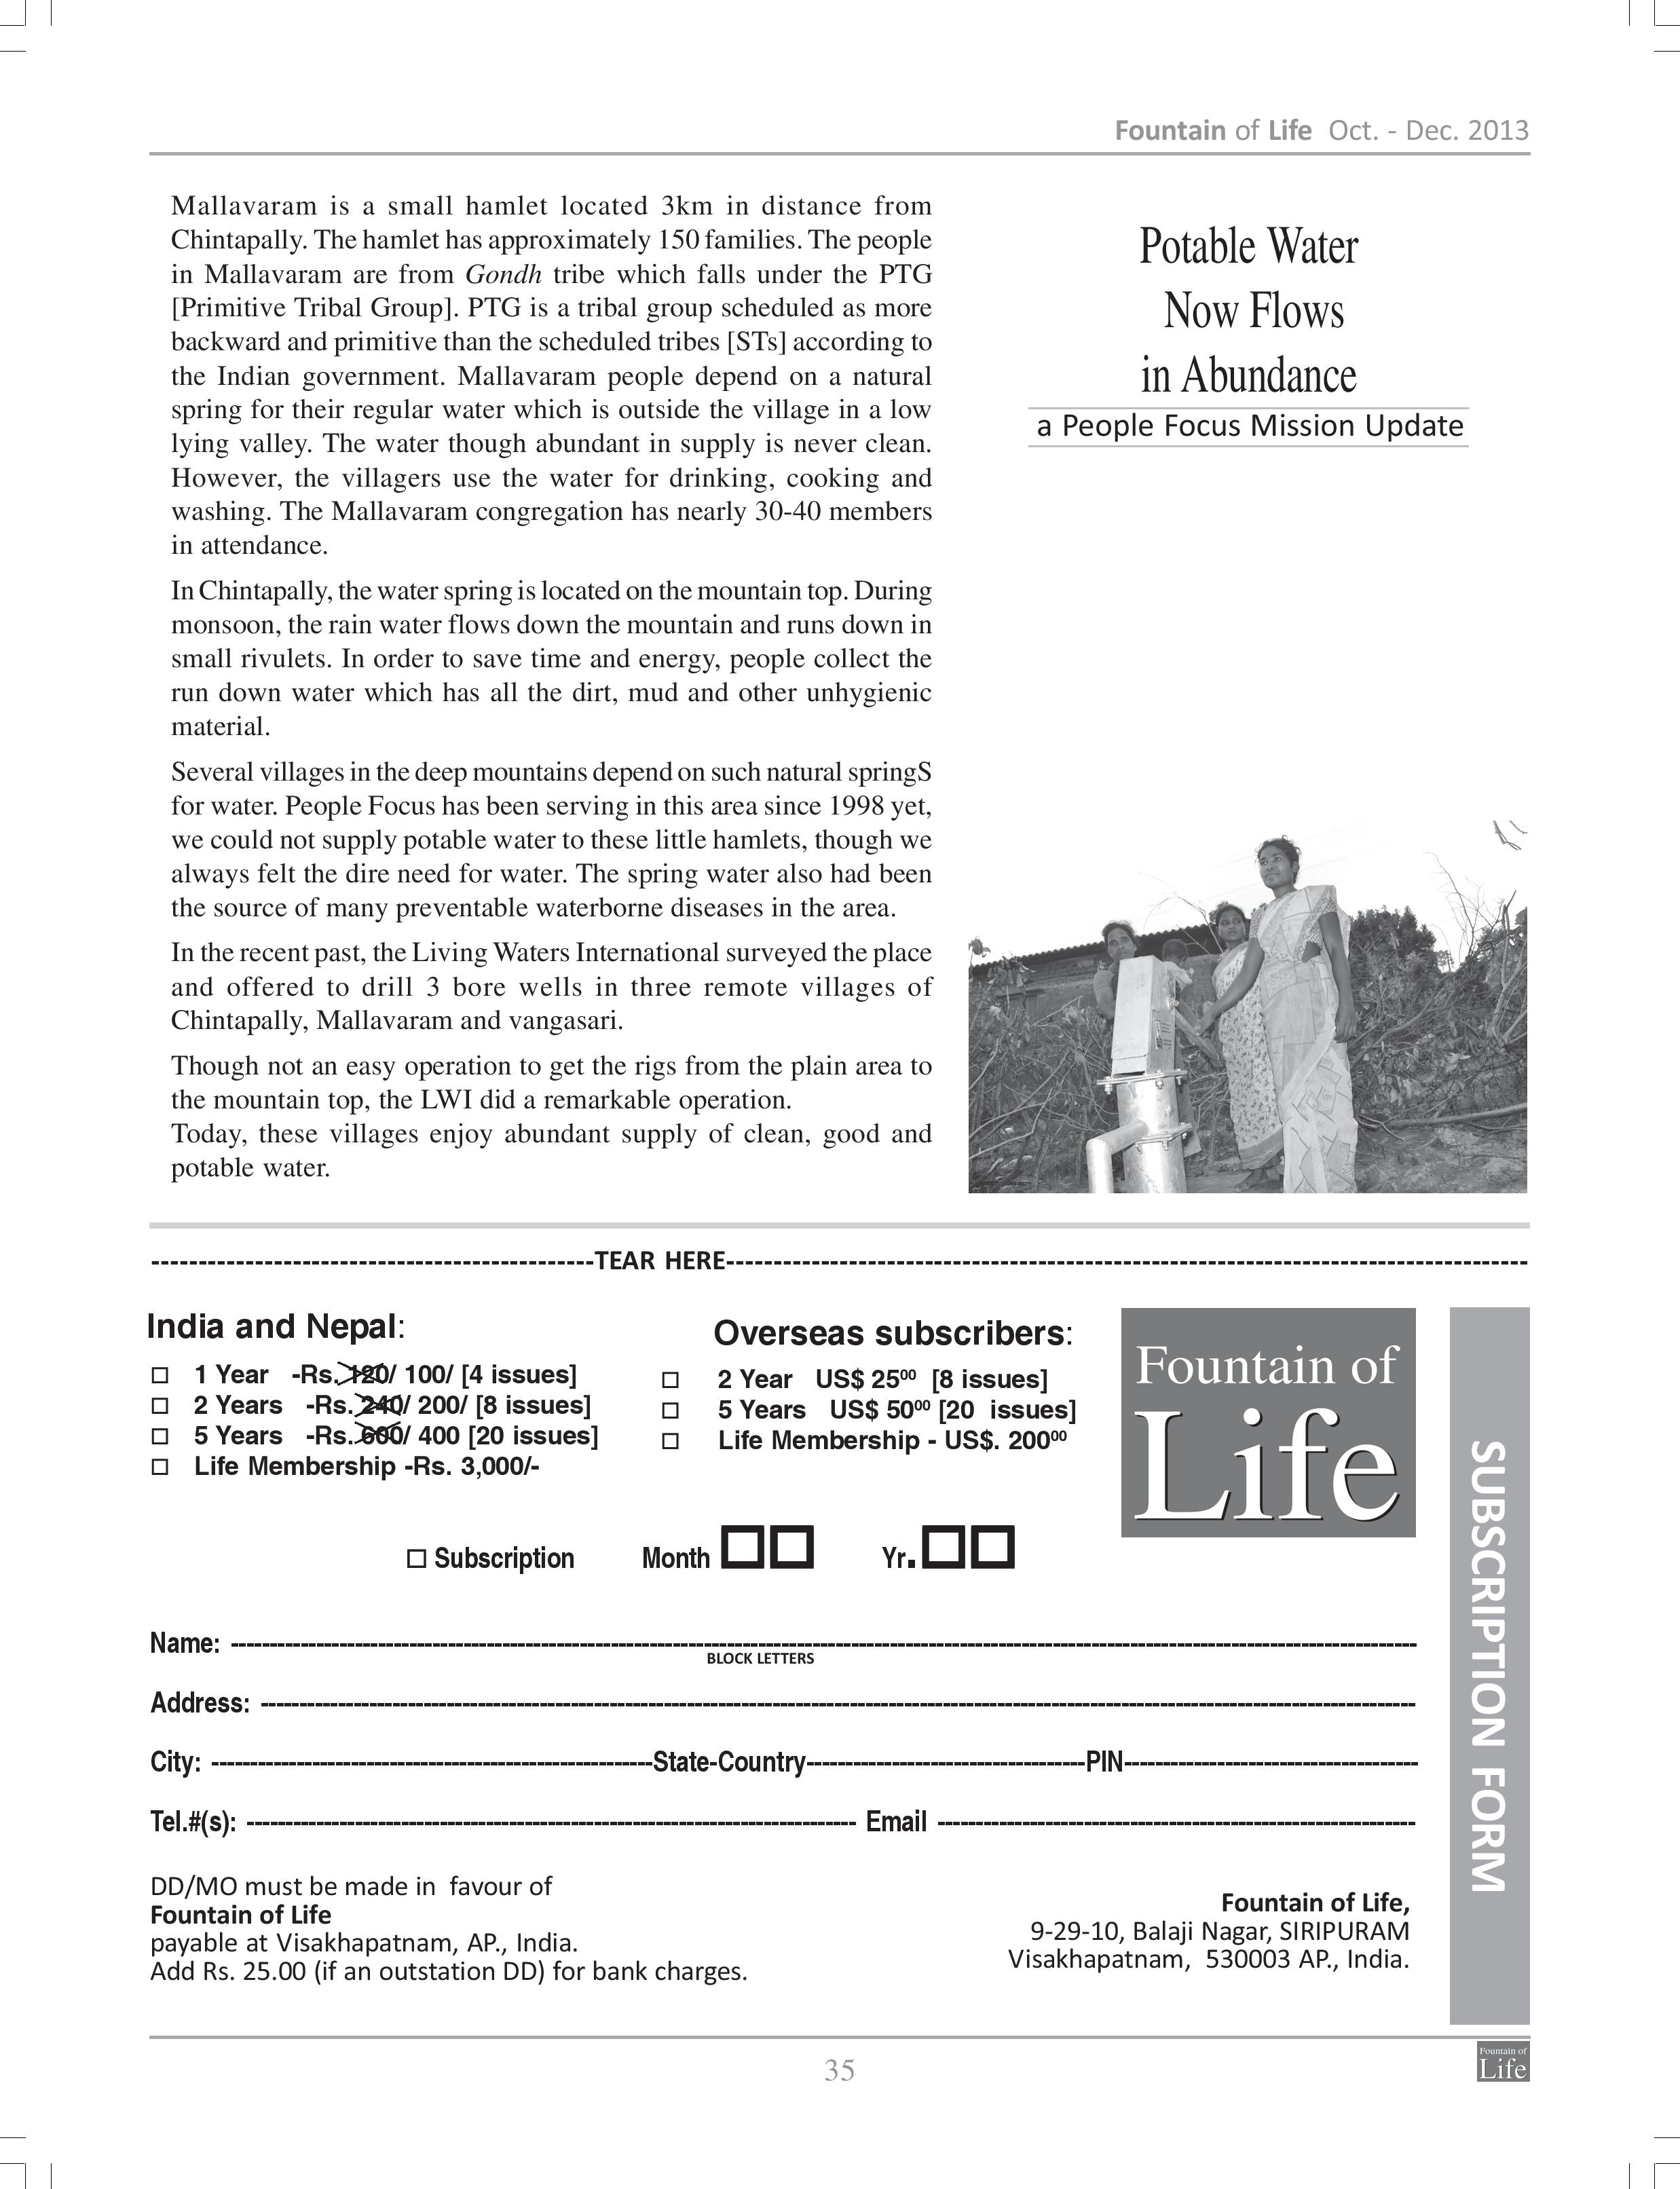 Fountain of Life Oct. - Dec. 2013
Mallavaram is a small hamlet located 3km in distance from
Chintapally. The hamlet has approximately 150 families. The people
in Mallavaram are from Gondh tribe which falls under the PTG
[Primitive Tribal Group]. PTG is a tribal group scheduled as more
backward and primitive than the scheduled tribes [STs] according to
the Indian government. Mallavaram people depend on a natural
spring for their regular water which is outside the village in a low
lying valley. The water though abundant in supply is never clean.
However, the villagers use the water for drinking, cooking and
washing. The Mallavaram congregation has nearly 30-40 members
in attendance.
In Chintapally, the water spring is located on the mountain top. During
monsoon, the rain water flows down the mountain and runs down in
small rivulets. In order to save time and energy, people collect the
run down water which has all the dirt, mud and other unhygienic
material.
Several villages in the deep mountains depend on such natural springS
for water. People Focus has been serving in this area since 1998 yet,
we could not supply potable water to these little hamlets, though we
always felt the dire need for water. The spring water also had been
the source of many preventable waterborne diseases in the area.
In the recent past, the Living Waters International surveyed the place
and offered to drill 3 bore wells in three remote villages of
Chintapally, Mallavaram and vangasari.
Though not an easy operation to get the rigs from the plain area to
the mountain top, the LWI did a remarkable operation.
Today, these villages enjoy abundant supply of clean, good and
potable water.
Potable Water
Now Flows
in Abundance
a People Focus Mission Update
TEAR HERE
India and Nepal:
1 Year -Rs. 120/ 100/ [4 issues]
2 Years -Rs. 240/ 200/ [8 issues]
5 Years -Rs. 600/ 400 [20 issues]
Life Membership -Rs. 3,000/-
Overseas subscribers:
2 Year US$ 25⁰⁰ [8 issues]
5 Years US$ 50⁰⁰ [20 issues]
Life Membership - US$. 200⁰⁰
Fountain of
Life
SUBSCRIPTION FORM
Subscription Month Yr.
Name:
BLOCK LETTERS
Address:
City: State-Country PIN
Tel.#(s): Email
DD/MO must be made in favour of
Fountain of Life
payable at Visakhapatnam, AP., India.
Add Rs. 25.00 (if an outstation DD) for bank charges.
Fountain of Life,
9-29-10, Balaji Nagar, SIRIPURAM
Visakhapatnam, 530003 AP., India.
35
Fountain of
Life